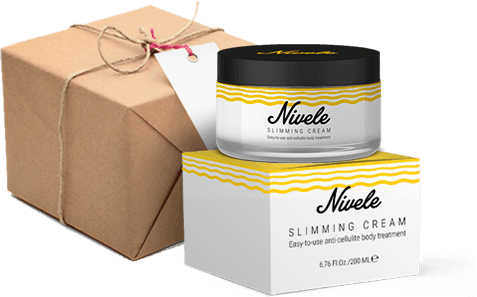 Nivele
Nivele
SLIMMING CREAM
Easy-to-use anti-cellulite body treatment
Nivele
SLIMMING CREAM
Easy-to-use anti-cellulite body treatment
6.76 Fl Oz/200 ML℮